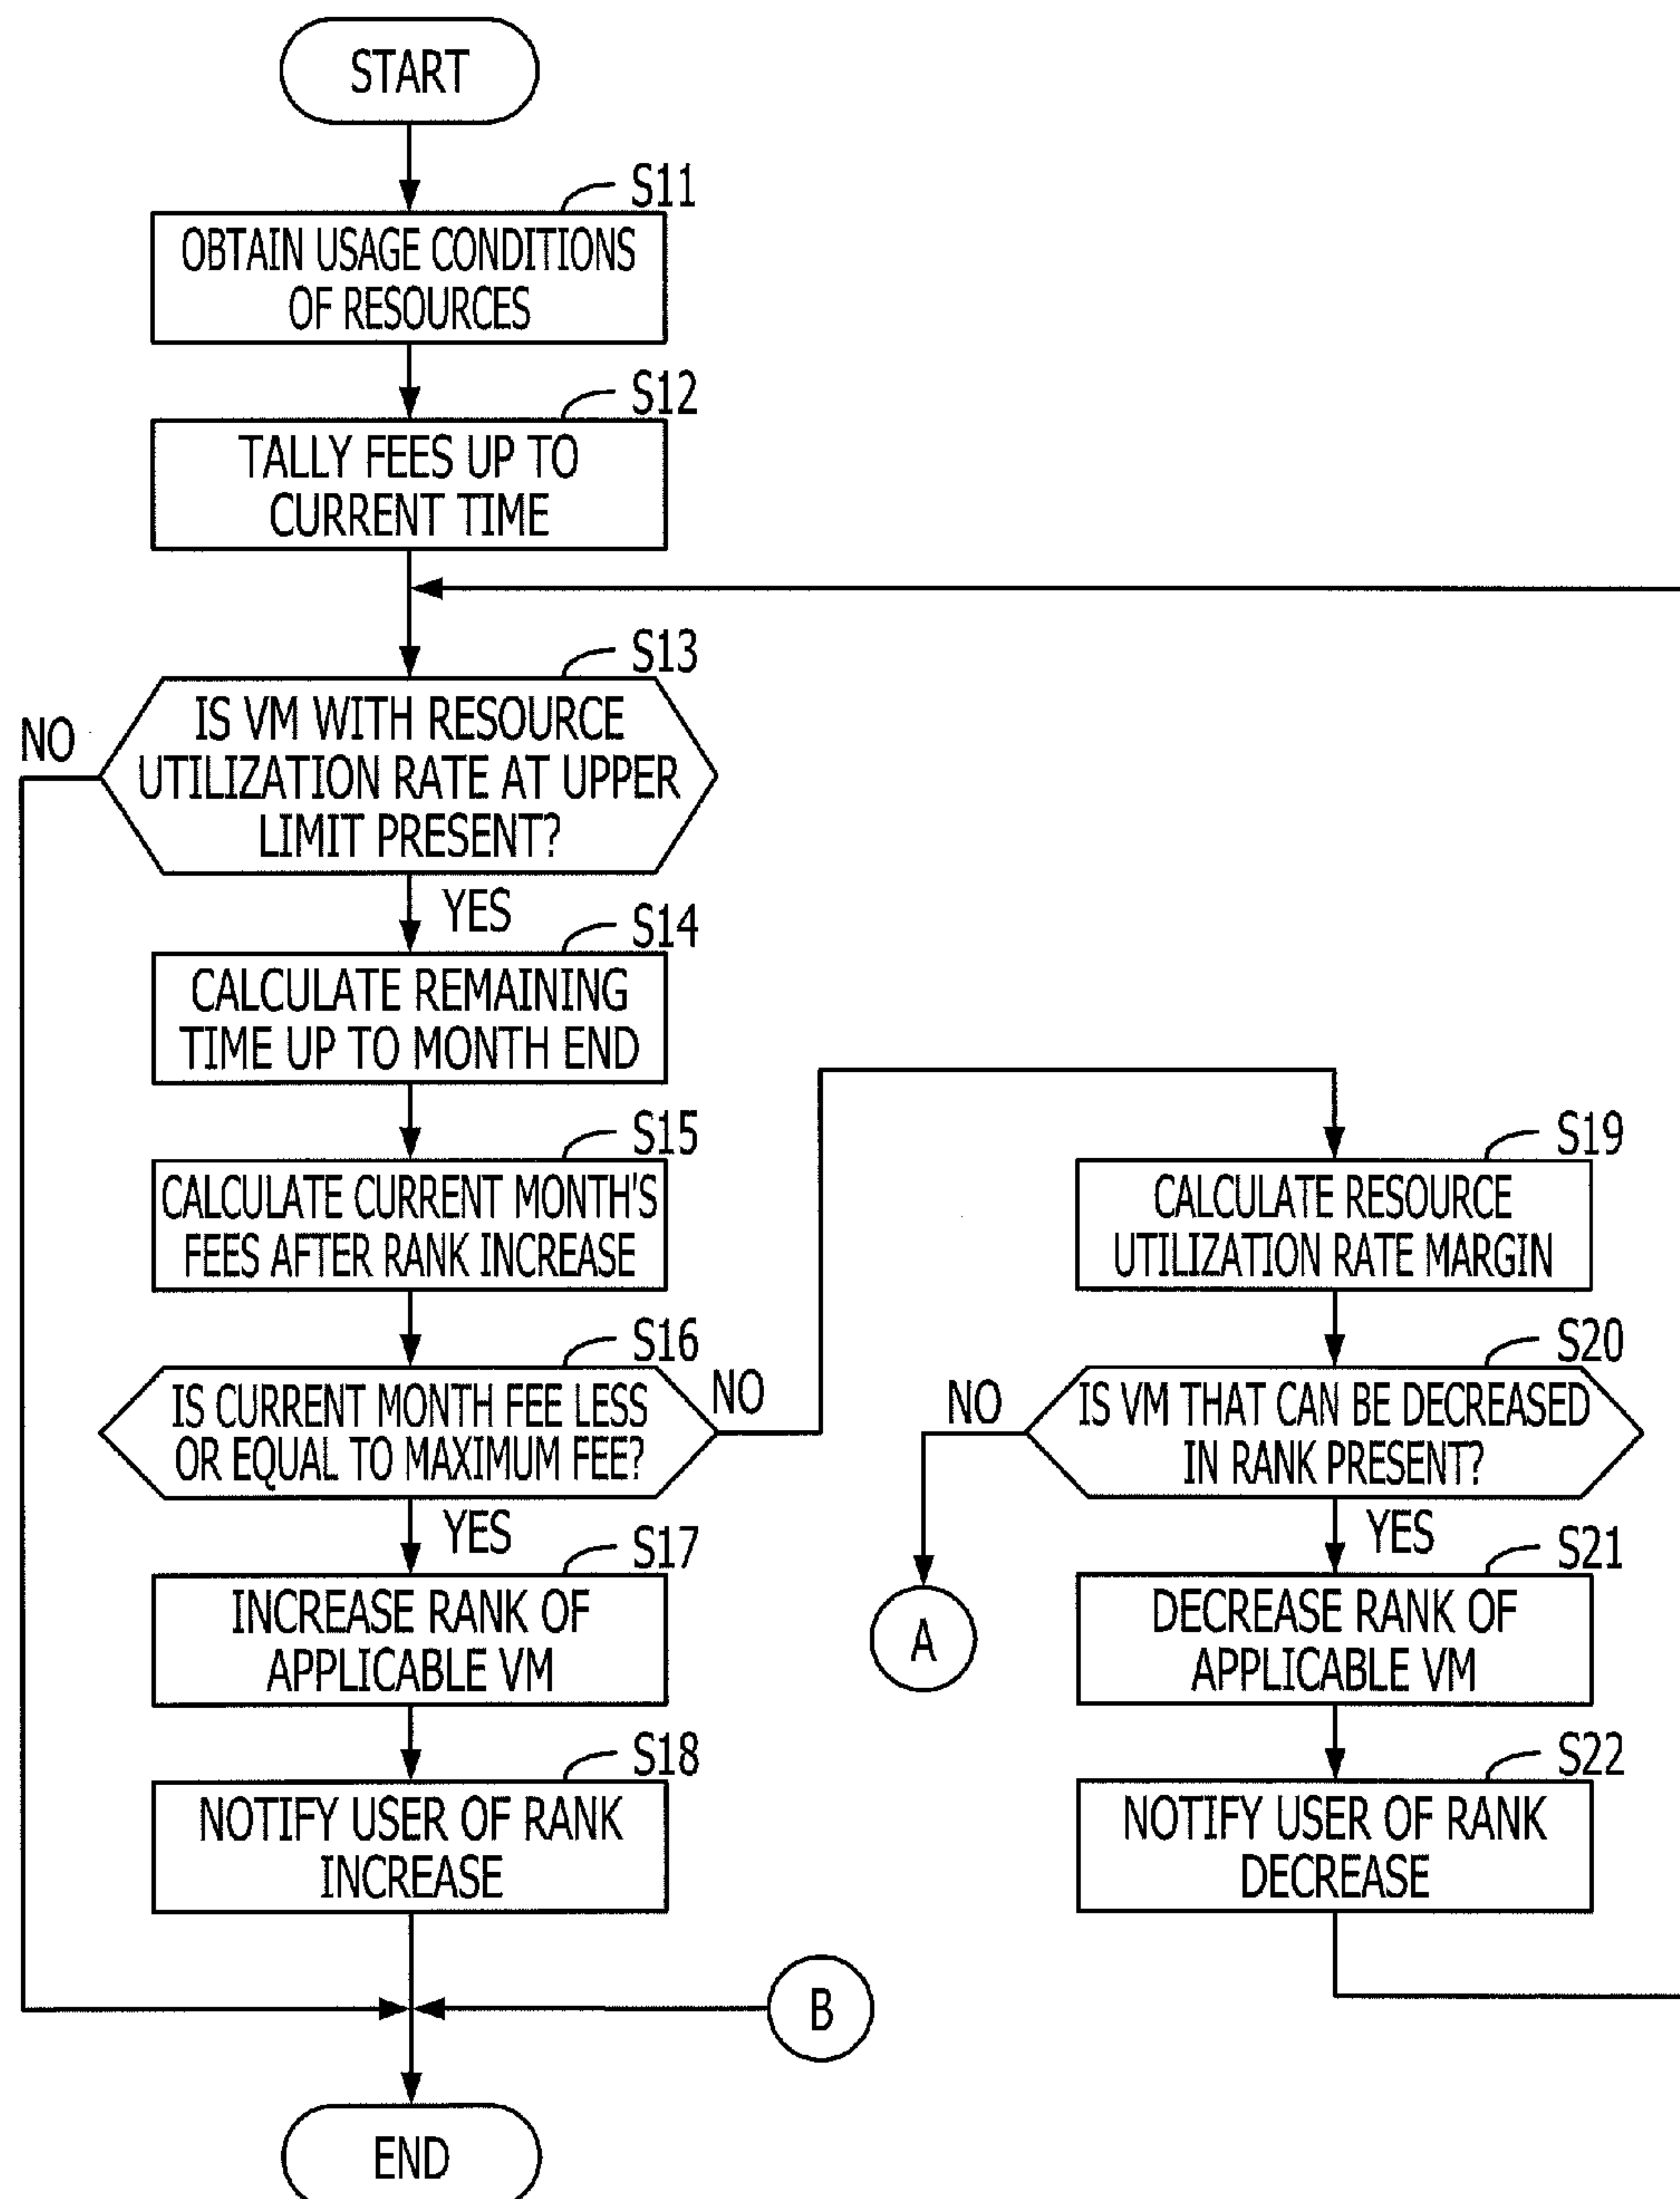 START
S11
OBTAIN USAGE CONDITIONS
OF RESOURCES
S12
TALLY FEES UP TO
CURRENT TIME
S13
IS VM WITH RESOURCE
UTILIZATION RATE AT UPPER
LIMIT PRESENT?
NO
YES
S14
CALCULATE REMAINING
TIME UP TO MONTH END
S15
CALCULATE CURRENT MONTH'S
FEES AFTER RANK INCREASE
S16
IS CURRENT MONTH FEE LESS
OR EQUAL TO MAXIMUM FEE?
NO
YES
S17
INCREASE RANK OF
APPLICABLE VM
S18
NOTIFY USER OF RANK
INCREASE
S19
CALCULATE RESOURCE
UTILIZATION RATE MARGIN
S20
IS VM THAT CAN BE DECREASED
IN RANK PRESENT?
NO
A
YES
S21
DECREASE RANK OF
APPLICABLE VM
S22
NOTIFY USER OF RANK
DECREASE
B
END